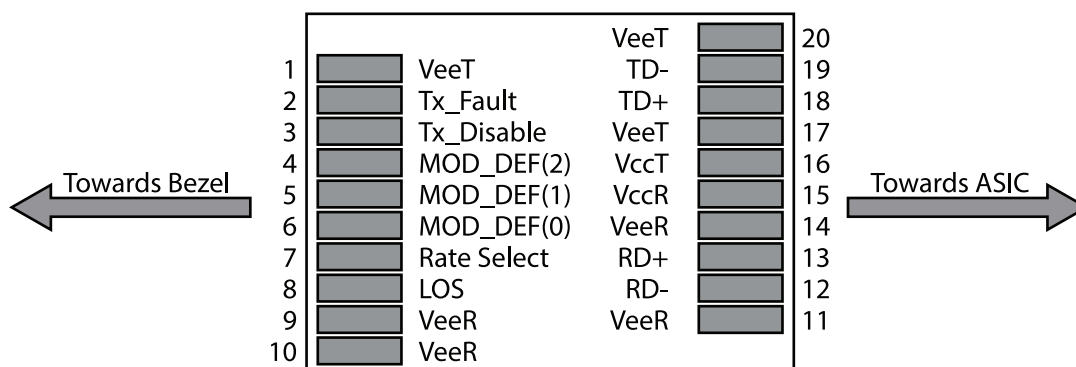 VeeT 20
1 VeeT TD- 19
2 Tx_Fault TD+ 18
3 Tx_Disable VeeT 17
4 MOD_DEF(2) VccT 16
Towards Bezel 5 MOD_DEF(1) VccR 15 Towards ASIC
6 MOD_DEF(0) VeeR 14
7 Rate Select RD+ 13
8 LOS RD- 12
9 VeeR VeeR 11
10 VeeR